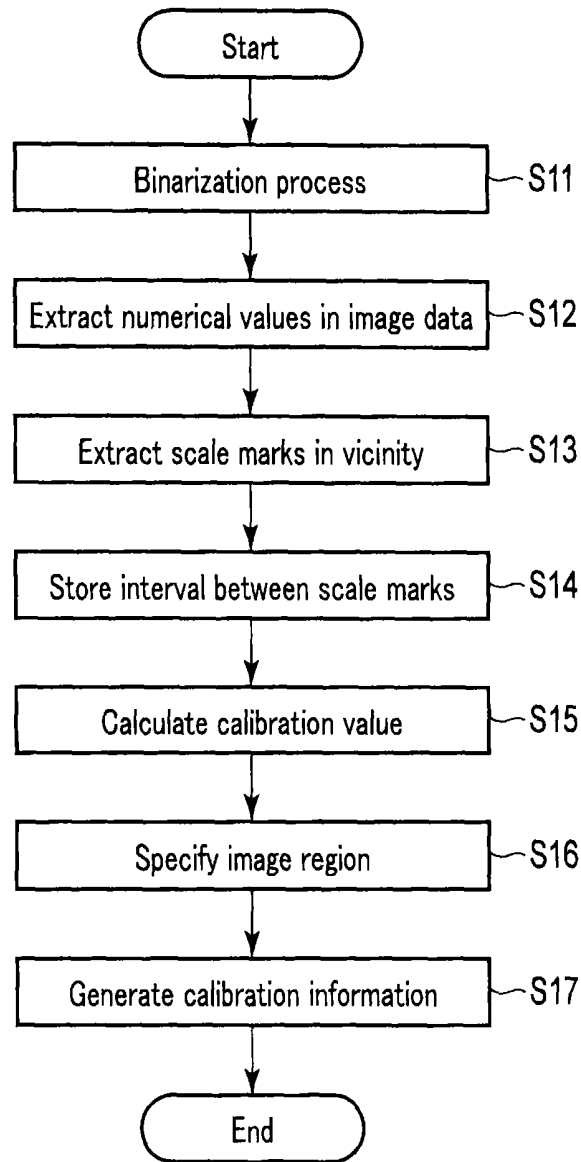 Start
Binarization process
S11
Extract numerical values in image data
S12
Extract scale marks in vicinity
S13
Store interval between scale marks
S14
Calculate calibration value
S15
Specify image region
S16
Generate calibration information
S17
End